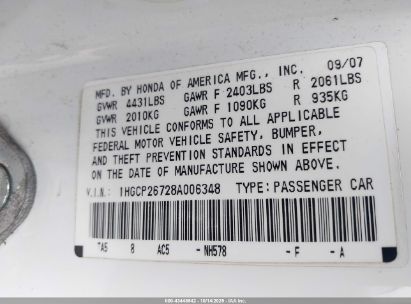 MFD. BY HONDA OF AMERICA MFG., INC. 09/07
GVWR 4431LBS GAWR F 2403LBS R 2061LBS
GVWR 2010KG GAWR F 1090KG R 935KG
THIS VEHICLE CONFORMS TO ALL APPLICABLE
FEDERAL MOTOR VEHICLE SAFETY, BUMPER,
AND THEFT PREVENTION STANDARDS IN EFFECT
ON THE DATE OF MANUFACTURE SHOWN ABOVE.
V.I.N.: 1HGCP26728A006348 TYPE: PASSENGER CAR
TA5 8 AC5 -NH578 -F -A